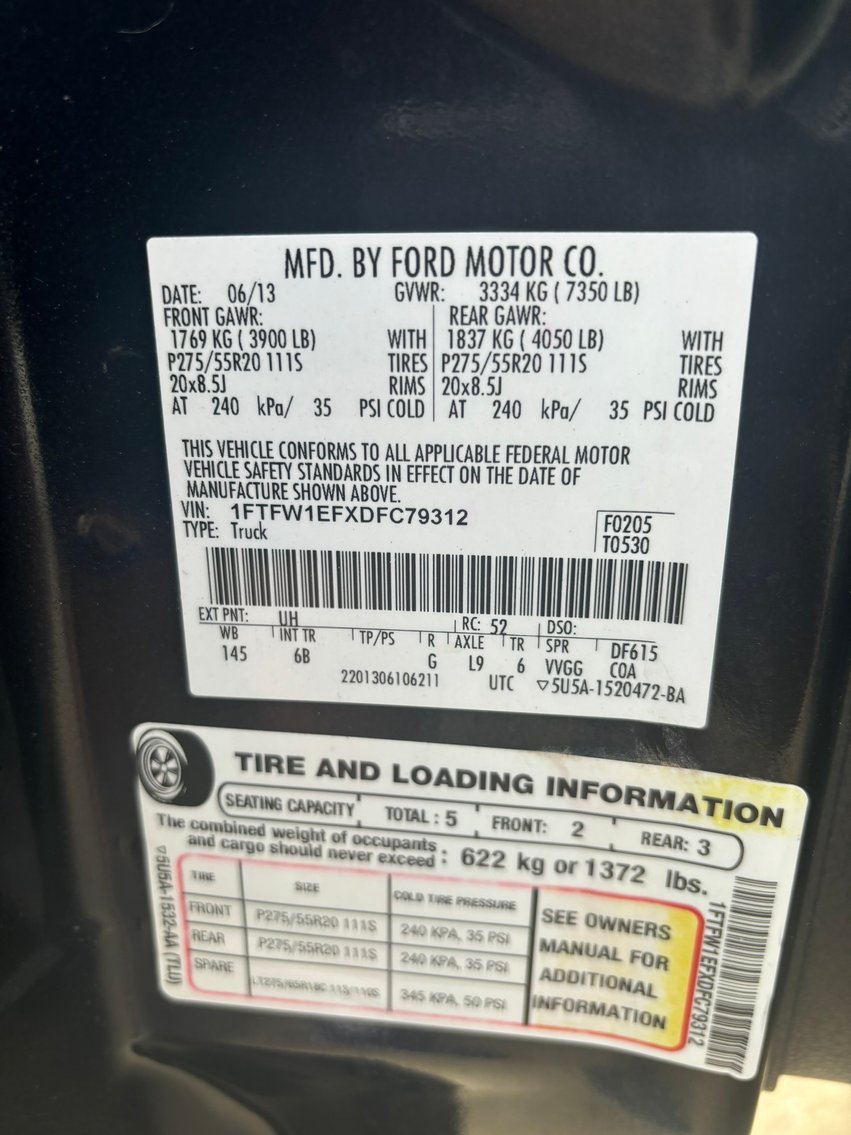 MFD. BY FORD MOTOR CO.
DATE: 06/13 GVWR: 3334 KG ( 7350 LB)
FRONT GAWR: REAR GAWR:
1769 KG ( 3900 LB) WITH 1837 KG ( 4050 LB) WITH
P275/55R20 111S TIRES P275/55R20 111S TIRES
20x8.5J RIMS 20x8.5J RIMS
AT 240 kPa/ 35 PSI COLD AT 240 kPa/ 35 PSI COLD
THIS VEHICLE CONFORMS TO ALL APPLICABLE FEDERAL MOTOR
VEHICLE SAFETY STANDARDS IN EFFECT ON THE DATE OF
MANUFACTURE SHOWN ABOVE.
VIN: 1FTFW1EFXDFC79312 F0205
TYPE: Truck T0530
EXT PNT: UH RC: 52 DSO:
WB INT TR TP/PS R AXLE TR SPR DF615
145 6B G L9 6 VVGG COA
2201306106211 UTC ▽5U5A-1520472-BA
TIRE AND LOADING INFORMATION
SEATING CAPACITY TOTAL : 5 FRONT: 2 REAR: 3
The combined weight of occupants
and cargo should never exceed : 622 kg or 1372 lbs.
TIRE SIZE COLD TIRE PRESSURE
FRONT P275/55R20 111S 240 KPA, 35 PSI
REAR P275/55R20 111S 240 KPA, 35 PSI
SPARE 345 KPA, 50 PSI
SEE OWNERS
MANUAL FOR
ADDITIONAL
INFORMATION
▽5U5A-1532-AA (TLU)
1FTFW1EFXDFC79312